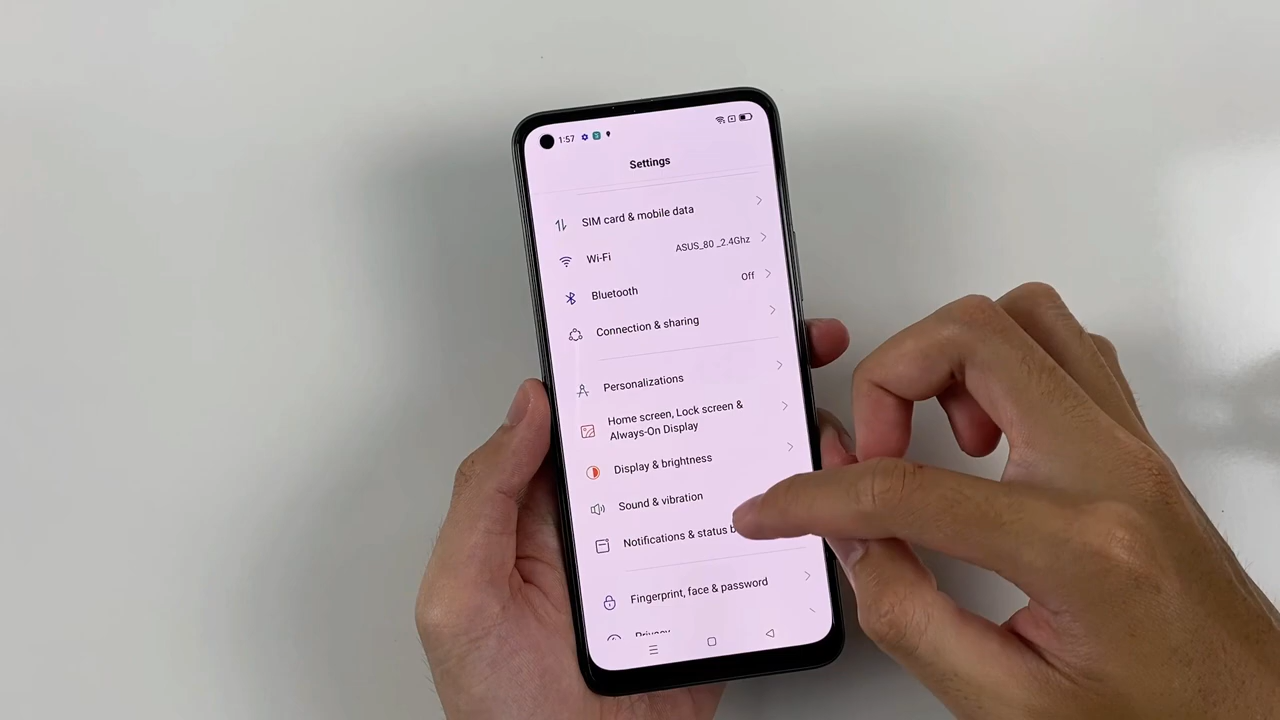 1:57
Settings
SIM card & mobile data
Wi-Fi
ASUS_80 _2.4Ghz
Bluetooth
Off
Connection & sharing
Personalizations
Home screen, Lock screen &
Always-On Display
Display & brightness
Sound & vibration
Notifications & status b
Fingerprint, face & password
Privacy